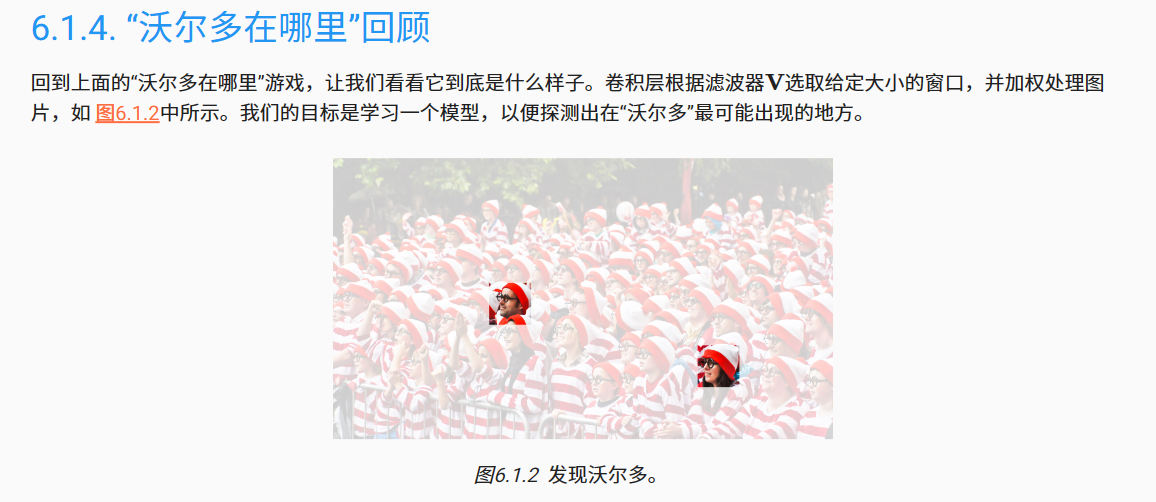 6.1.4. “沃尔多在哪里”回顾
回到上面的“沃尔多在哪里”游戏，让我们看看它到底是什么样子。卷积层根据滤波器V选取给定大小的窗口，并加权处理图
片，如 图6.1.2中所示。我们的目标是学习一个模型，以便探测出在“沃尔多”最可能出现的地方。
图6.1.2 发现沃尔多。